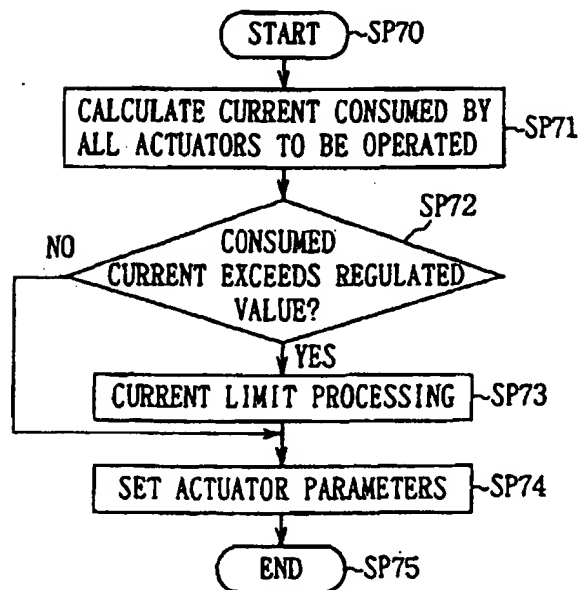 START SP70
CALCULATE CURRENT CONSUMED BY
ALL ACTUATORS TO BE OPERATED SP71
SP72
NO
CONSUMED
CURRENT EXCEEDS REGULATED
VALUE?
YES
CURRENT LIMIT PROCESSING SP73
SET ACTUATOR PARAMETERS SP74
END SP75